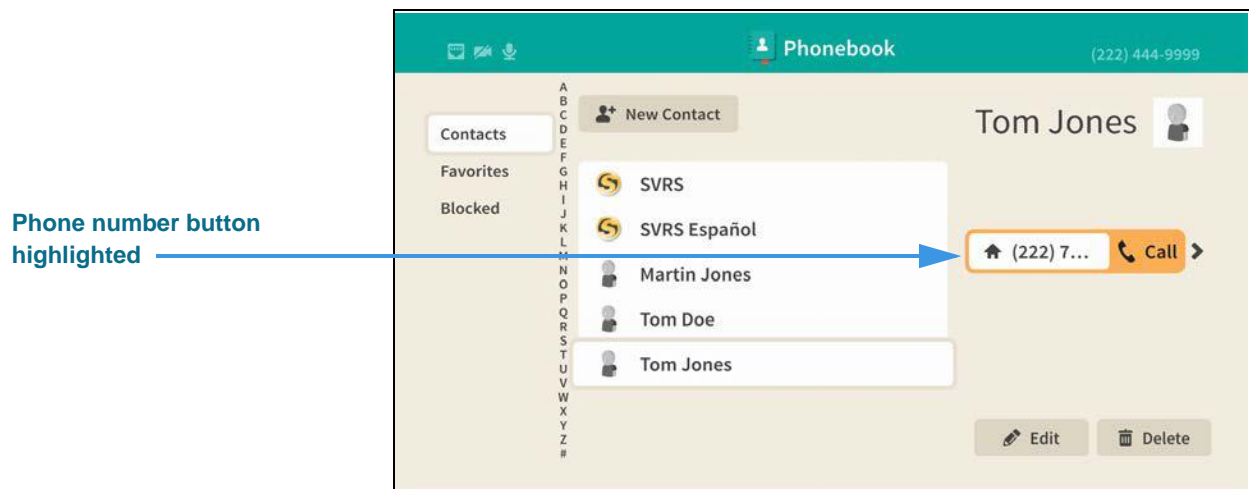 Phonebook
(222) 444-9999
Contacts
Favorites
Blocked
A
B
C
D
E
F
G
H
I
J
K
L
M
N
O
P
Q
R
S
T
U
V
W
X
Y
Z
#
New Contact
SVRS
SVRS Español
Martin Jones
Tom Doe
Tom Jones
Tom Jones
(222) 7... Call
Edit
Delete
Phone number button
highlighted